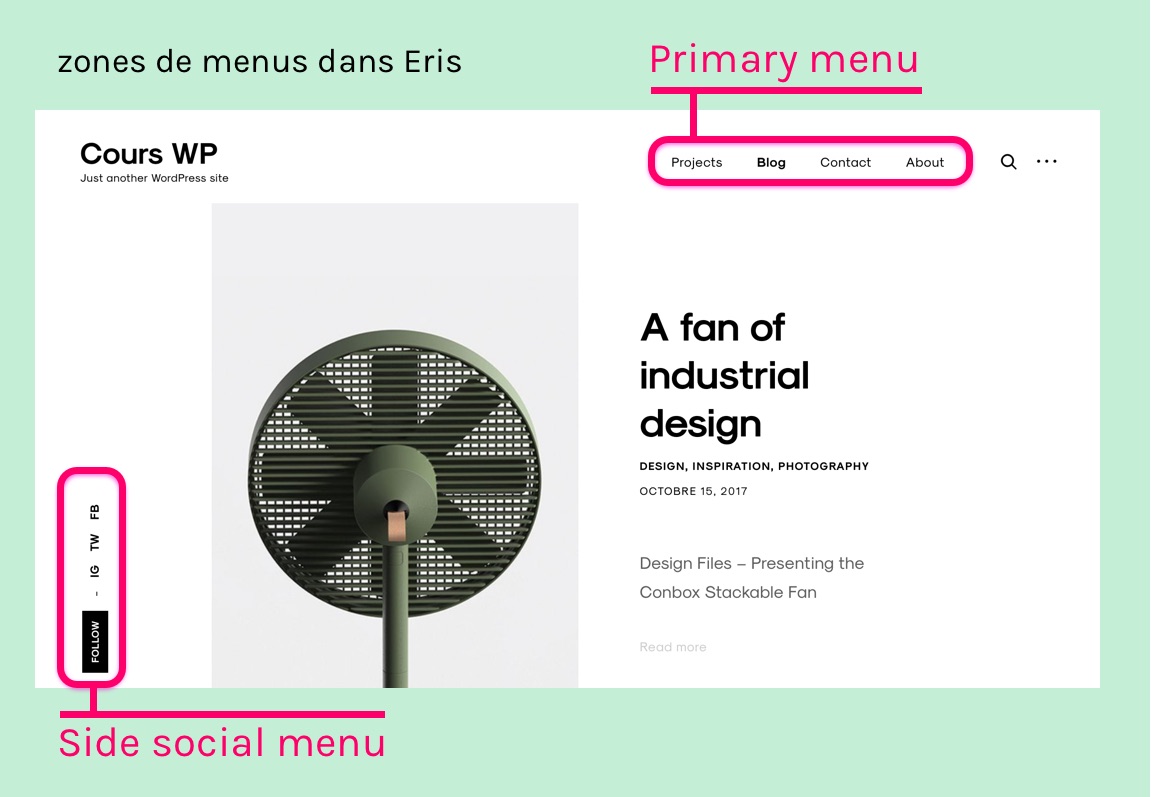 zones de menus dans Eris
Primary menu
Cours WP
Just another WordPress site
Projects Blog Contact About
A fan of
industrial
design
DESIGN, INSPIRATION, PHOTOGRAPHY
OCTOBRE 15, 2017
Design Files – Presenting the
Conbox Stackable Fan
Read more
FOLLOW - IG TW FB
Side social menu